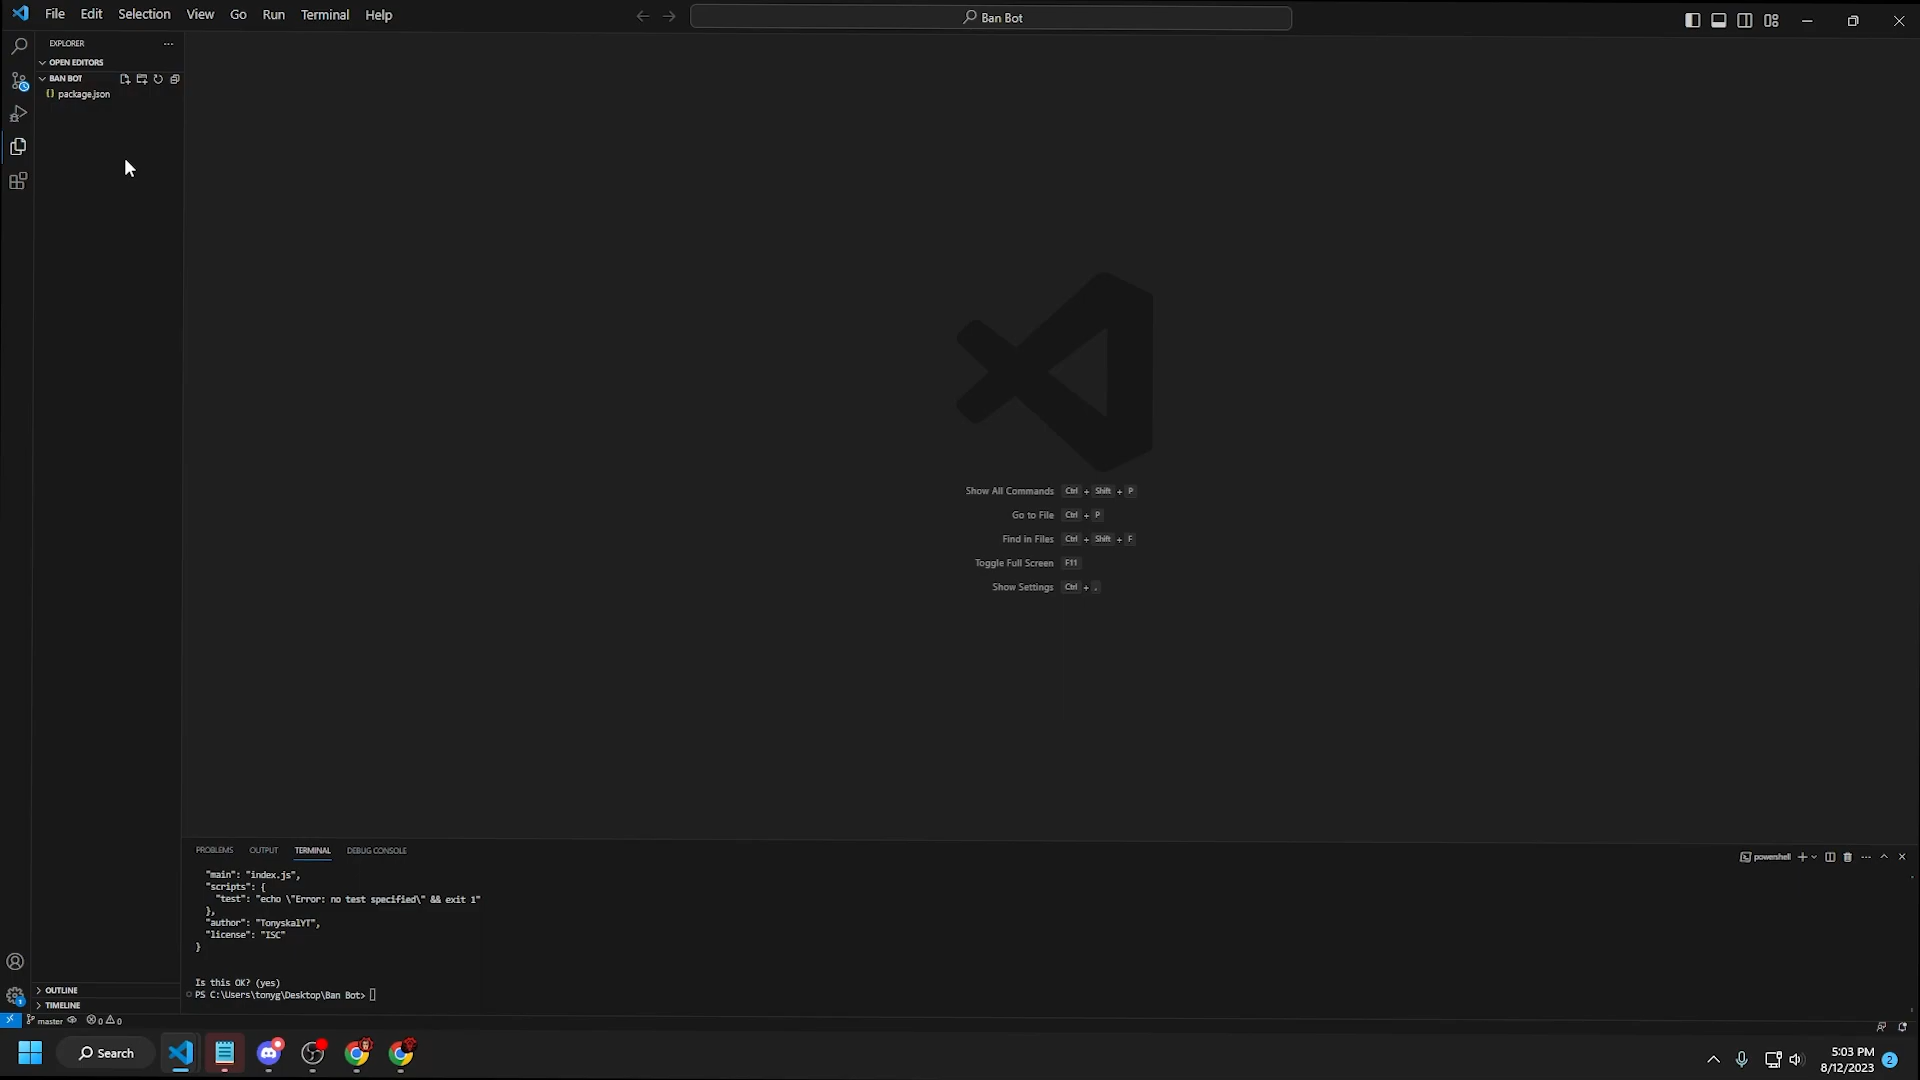 File Edit Selection View Go Run Terminal Help
Ban Bot
EXPLORER
OPEN EDITORS
BAN BOT
{} package.json
Show All Commands Ctrl + Shift + P
Go to File Ctrl + P
Find in Files Ctrl + Shift + F
Toggle Full Screen F11
Show Settings Ctrl + ,
PROBLEMS OUTPUT TERMINAL DEBUG CONSOLE
powershell
"main": "index.js",
"scripts": {
"test": "echo \"Error: no test specified\" && exit 1"
},
"author": "TonyskalYT",
"license": "ISC"
}
Is this OK? (yes)
PS C:\Users\tonyg\Desktop\Ban Bot>
OUTLINE
1
TIMELINE
master 0 0
Search
5:03 PM
8/12/2023
2